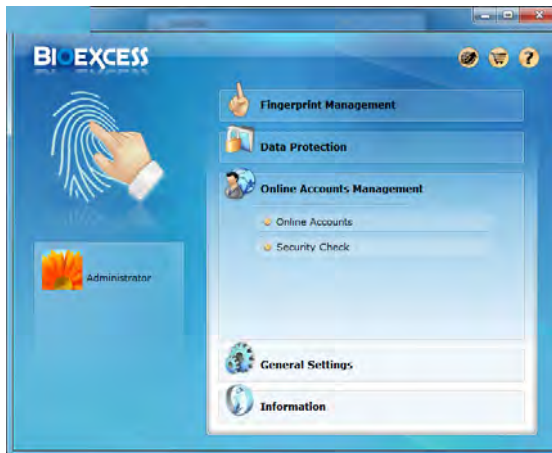 BIOEXCESS
?
Fingerprint Management
Data Protection
Online Accounts Management
Online Accounts
Security Check
Administrator
General Settings
Information